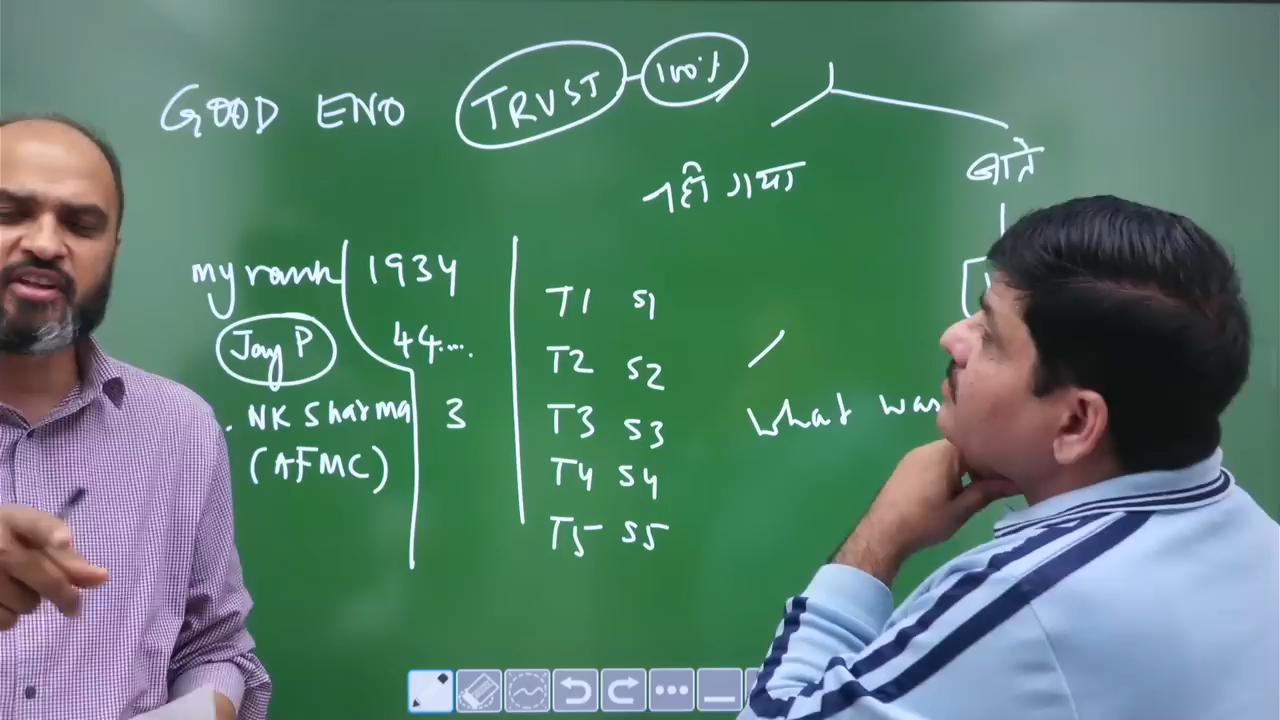 GOOD END TRUST - 100%
नहीं गया
जाते
my rank 1934
Jay P 44....
NK Sharma 3
(AFMC)
T1 S1
T2 S2
T3 S3
T4 S4
T5 S5
What was